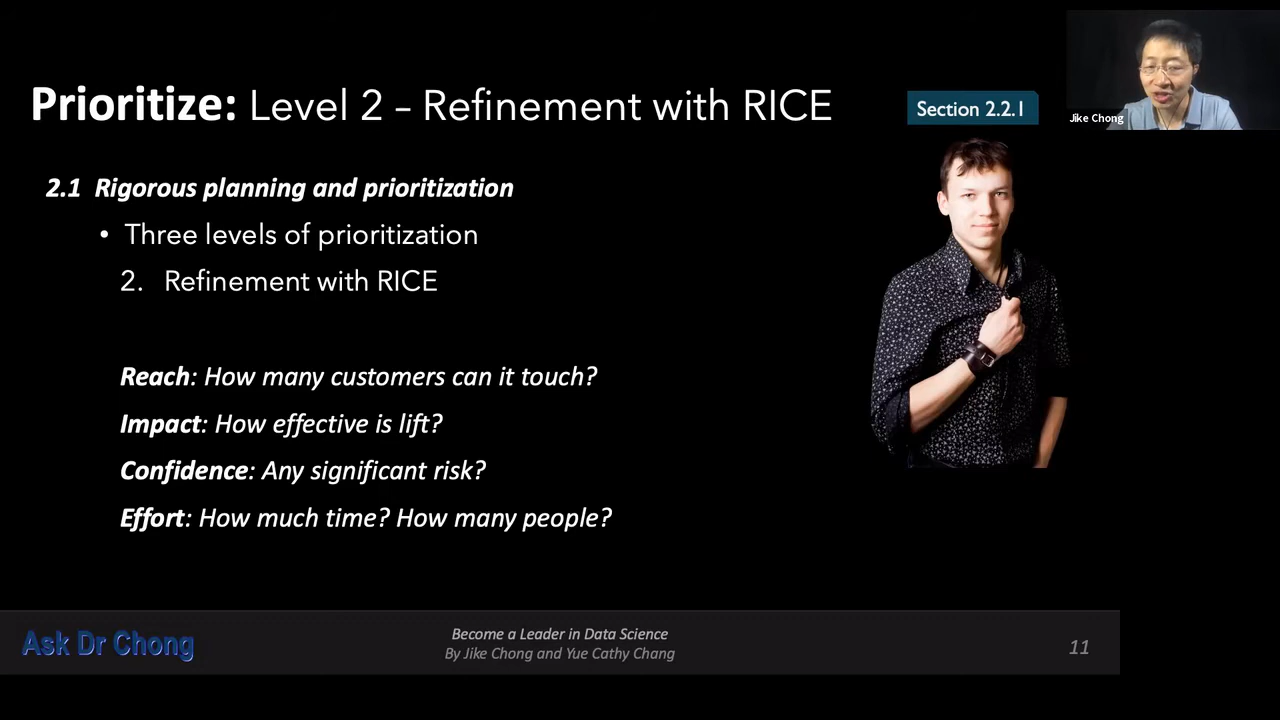 Prioritize: Level 2 – Refinement with RICE
Section 2.2.1
Jike Chong
2.1 Rigorous planning and prioritization
• Three levels of prioritization
2. Refinement with RICE
Reach: How many customers can it touch?
Impact: How effective is lift?
Confidence: Any significant risk?
Effort: How much time? How many people?
Ask Dr Chong
Become a Leader in Data Science
By Jike Chong and Yue Cathy Chang
11